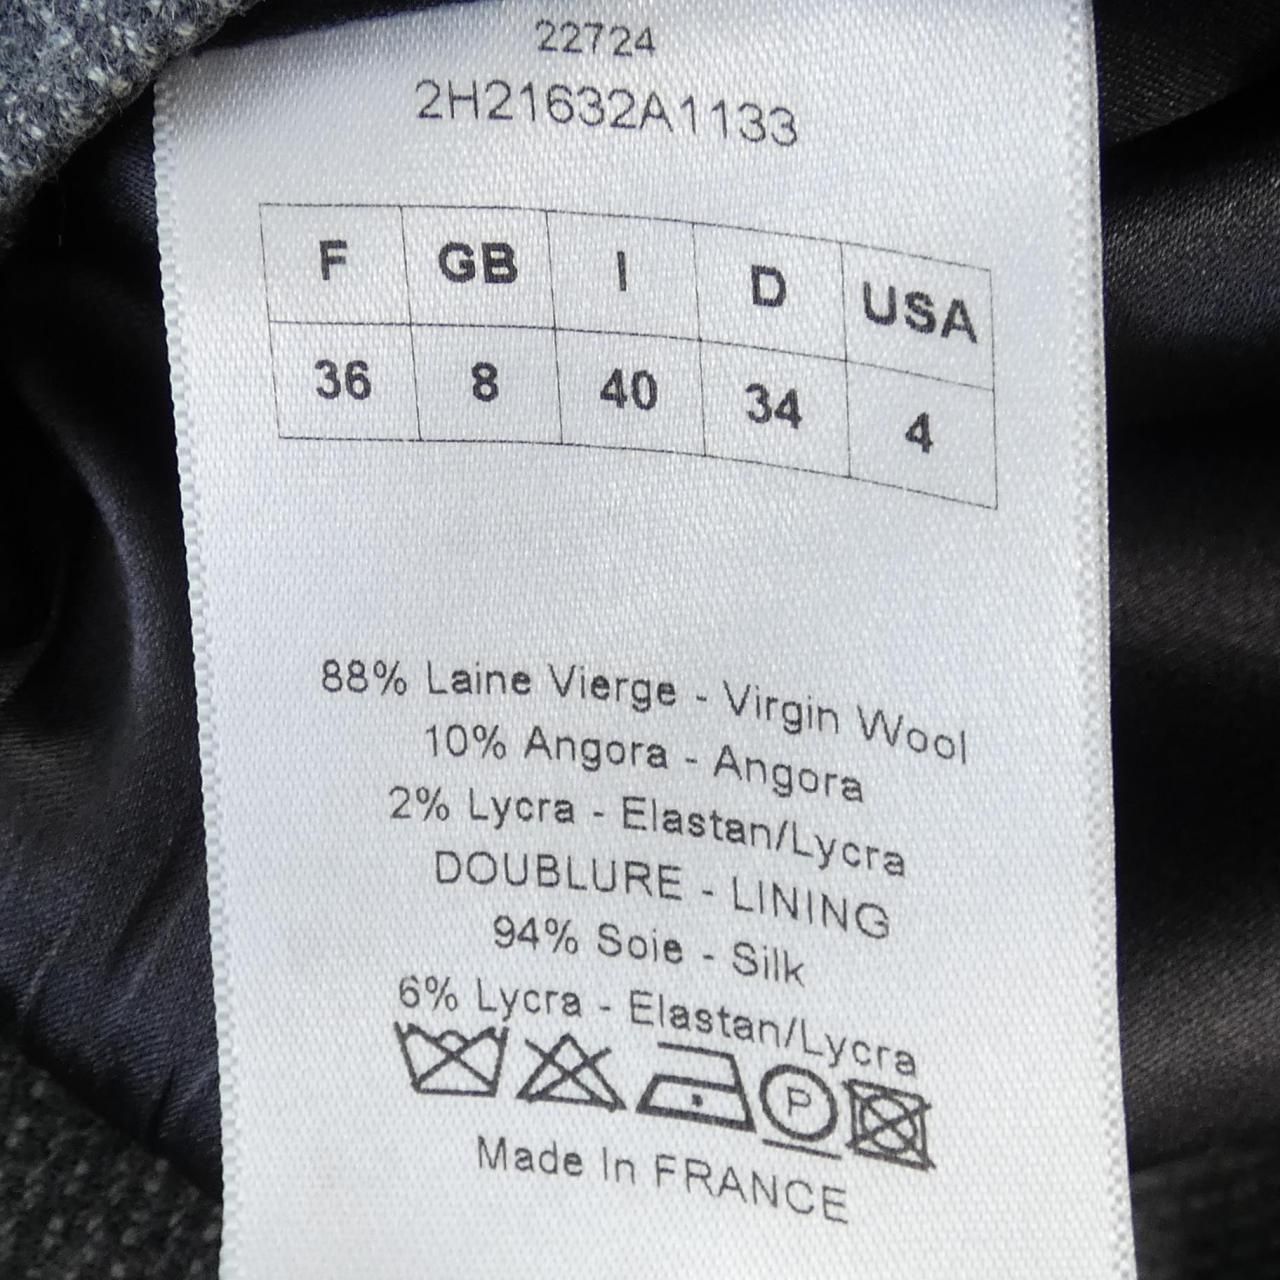 22724
2H21632A1133
F GB I D USA
36 8 40 34 4
88% Laine Vierge - Virgin Wool
10% Angora - Angora
2% Lycra - Elastan/Lycra
DOUBLURE - LINING
94% Soie - Silk
6% Lycra - Elastan/Lycra
P
Made In FRANCE